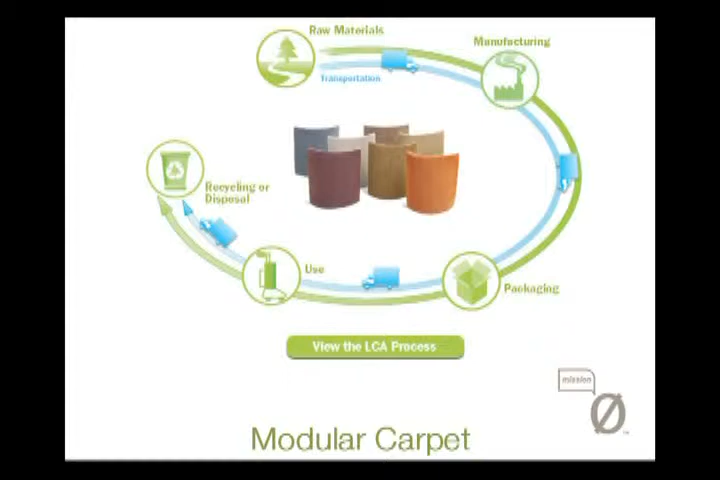 Raw Materials
Manufacturing
Transportation
Recycling or
Disposal
Use
Packaging
View the LCA Process
mission
Ø
Modular Carpet